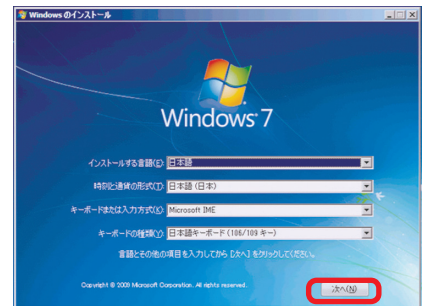 Windows のインストール
Windows 7
インストールする言語(E): 日本語
時刻と通貨の形式(T): 日本語 (日本)
キーボードまたは入力方式(K): Microsoft IME
キーボードの種類(Y): 日本語キーボード (106/109 キー)
言語とその他の項目を入力してから [次へ] をクリックしてください。
Copyright © 2009 Microsoft Corporation. All rights reserved.
次へ(N)